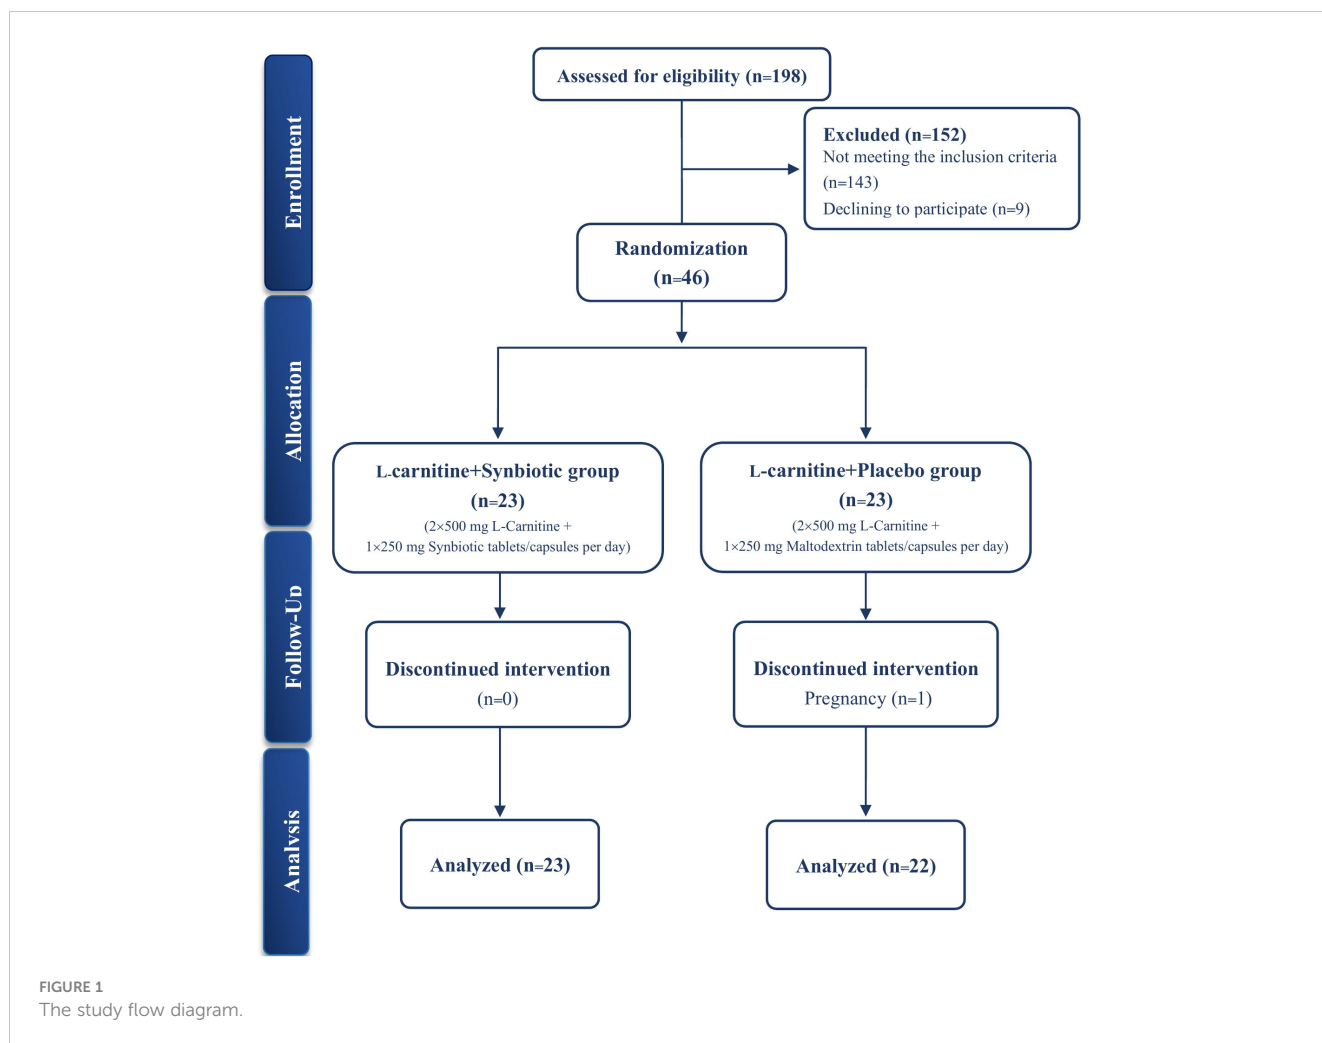 Enrollment
Assessed for eligibility (n=198)
Excluded (n=152)
Not meeting the inclusion criteria
(n=143)
Declining to participate (n=9)
Randomization
(n=46)
Allocation
L-carnitine+Synbiotic group
(n=23)
(2×500 mg L-Carnitine +
1×250 mg Synbiotic tablets/capsules per day)
L-carnitine+Placebo group
(n=23)
(2×500 mg L-Carnitine +
1×250 mg Maltodextrin tablets/capsules per day)
Follow-Up
Discontinued intervention
(n=0)
Discontinued intervention
Pregnancy (n=1)
Analysis
Analyzed (n=23)
Analyzed (n=22)
FIGURE 1
The study flow diagram.